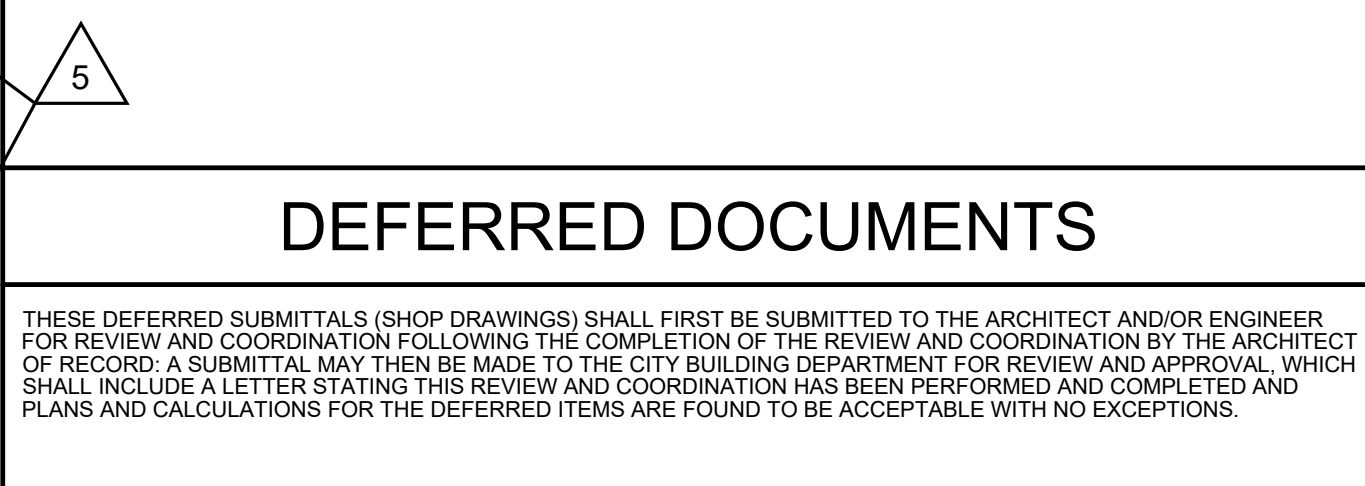 5
DEFERRED DOCUMENTS
THESE DEFERRED SUBMITTALS (SHOP DRAWINGS) SHALL FIRST BE SUBMITTED TO THE ARCHITECT AND/OR ENGINEER
FOR REVIEW AND COORDINATION FOLLOWING THE COMPLETION OF THE REVIEW AND COORDINATION BY THE ARCHITECT
OF RECORD: A SUBMITTAL MAY THEN BE MADE TO THE CITY BUILDING DEPARTMENT FOR REVIEW AND APPROVAL, WHICH
SHALL INCLUDE A LETTER STATING THIS REVIEW AND COORDINATION HAS BEEN PERFORMED AND COMPLETED AND
PLANS AND CALCULATIONS FOR THE DEFERRED ITEMS ARE FOUND TO BE ACCEPTABLE WITH NO EXCEPTIONS.